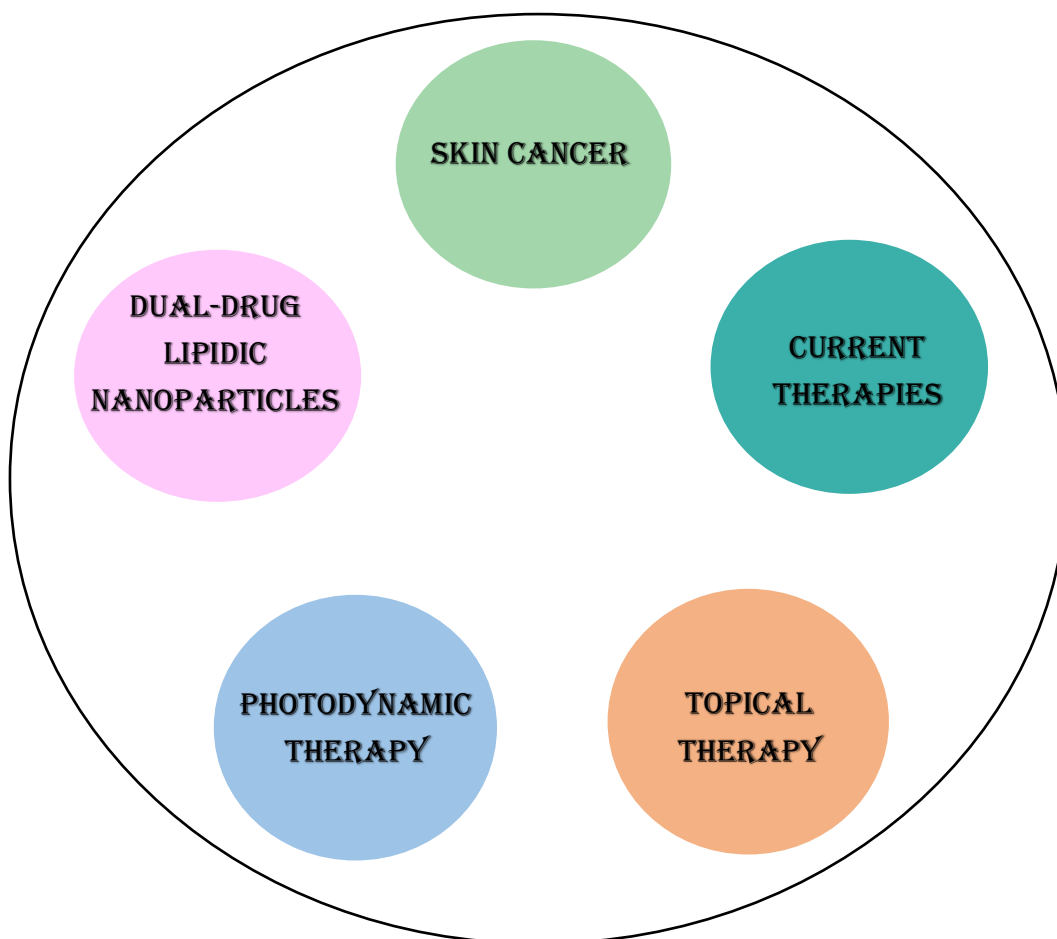 SKIN CANCER
DUAL-DRUG
LIPIDIC
NANOPARTICLES
CURRENT
THERAPIES
PHOTODYNAMIC
THERAPY
TOPICAL
THERAPY